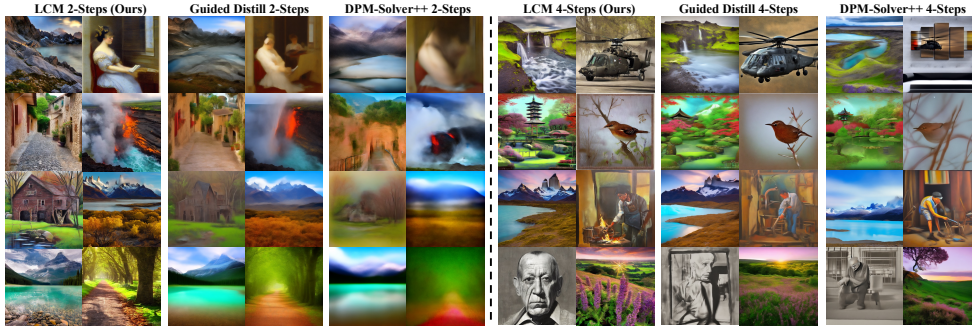 LCM 2-Steps (Ours)
Guided Distill 2-Steps
DPM-Solver++ 2-Steps
LCM 4-Steps (Ours)
Guided Distill 4-Steps
DPM-Solver++ 4-Steps